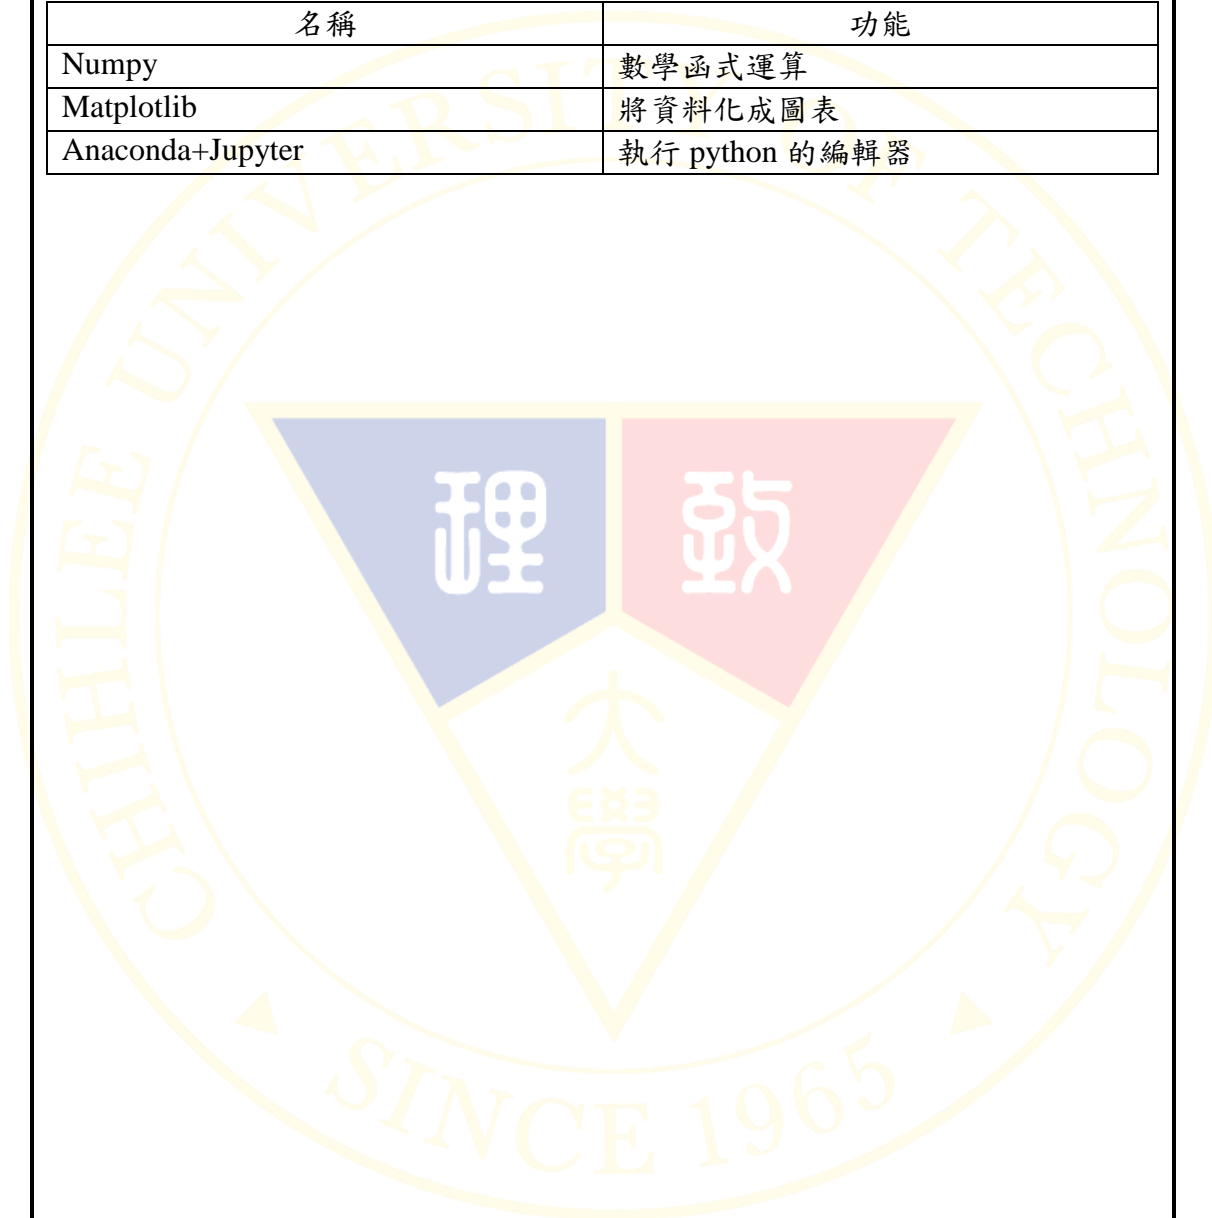 名稱 功能
Numpy 數學函式運算
Matplotlib 將資料化成圖表
Anaconda+Jupyter 執行 python 的編輯器
CHIHLEE UNIVERSITY OF TECHNOLOGY
理 致
大
學
SINCE 1965